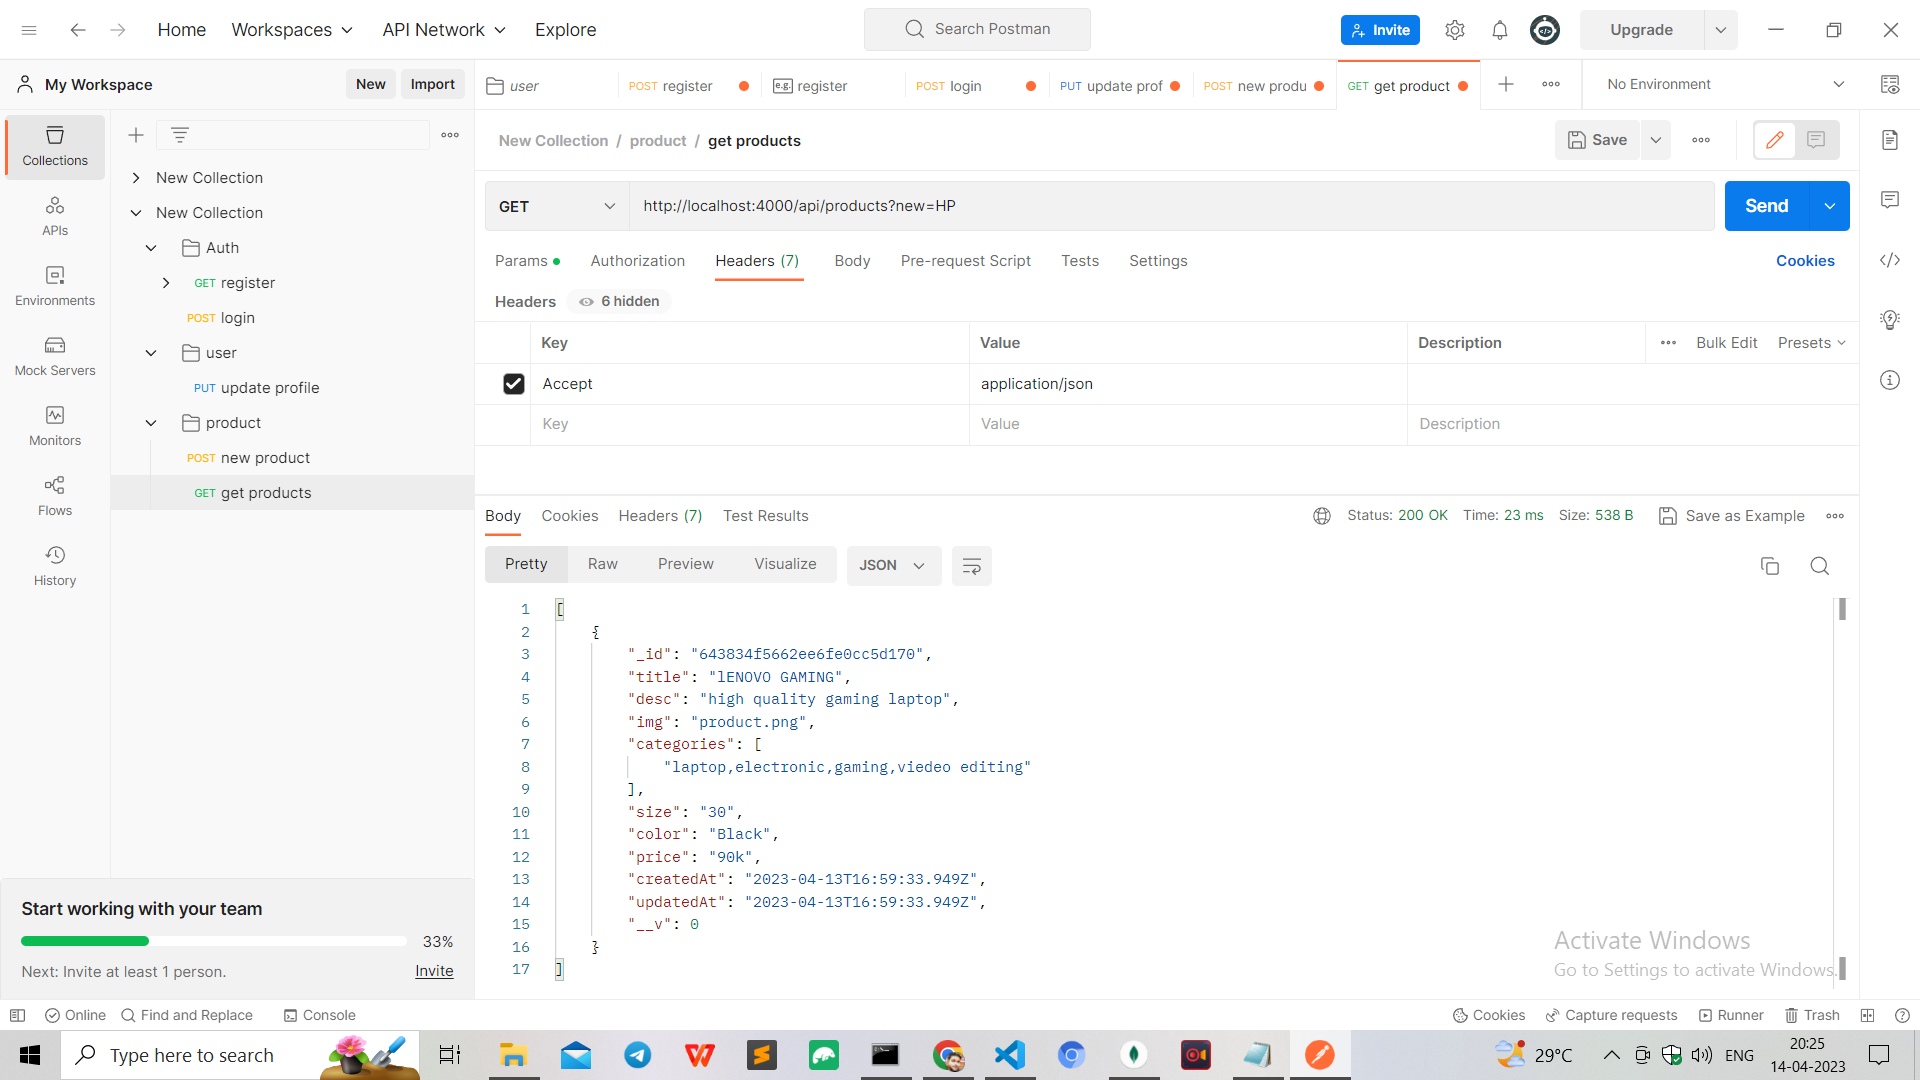 Home Workspaces API Network Explore Search Postman Invite Upgrade
My Workspace New Import user POST register e.g. register POST login PUT update prof POST new produ GET get product No Environment
Collections
APIs
Environments
Mock Servers
Monitors
Flows
History
New Collection
New Collection
Auth
GET register
POST login
user
PUT update profile
product
POST new product
GET get products
New Collection / product / get products Save
GET http://localhost:4000/api/products?new=HP Send
Params Authorization Headers (7) Body Pre-request Script Tests Settings Cookies
Headers 6 hidden
Key Value Description Bulk Edit Presets
Accept application/json
Key Value Description
Body Cookies Headers (7) Test Results Status: 200 OK Time: 23 ms Size: 538 B Save as Example
Pretty Raw Preview Visualize JSON
1 [
2 {
3 "_id": "643834f5662ee6fe0cc5d170",
4 "title": "lENOVO GAMING",
5 "desc": "high quality gaming laptop",
6 "img": "product.png",
7 "categories": [
8 "laptop,electronic,gaming,viedeo editing"
9 ],
10 "size": "30",
11 "color": "Black",
12 "price": "90k",
13 "createdAt": "2023-04-13T16:59:33.949Z",
14 "updatedAt": "2023-04-13T16:59:33.949Z",
15 "__v": 0
16 }
17 ]
Start working with your team
33%
Next: Invite at least 1 person. Invite
Activate Windows
Go to Settings to activate Windows.
Online Find and Replace Console Cookies Capture requests Runner Trash
Type here to search 29°C ENG 20:25
14-04-2023